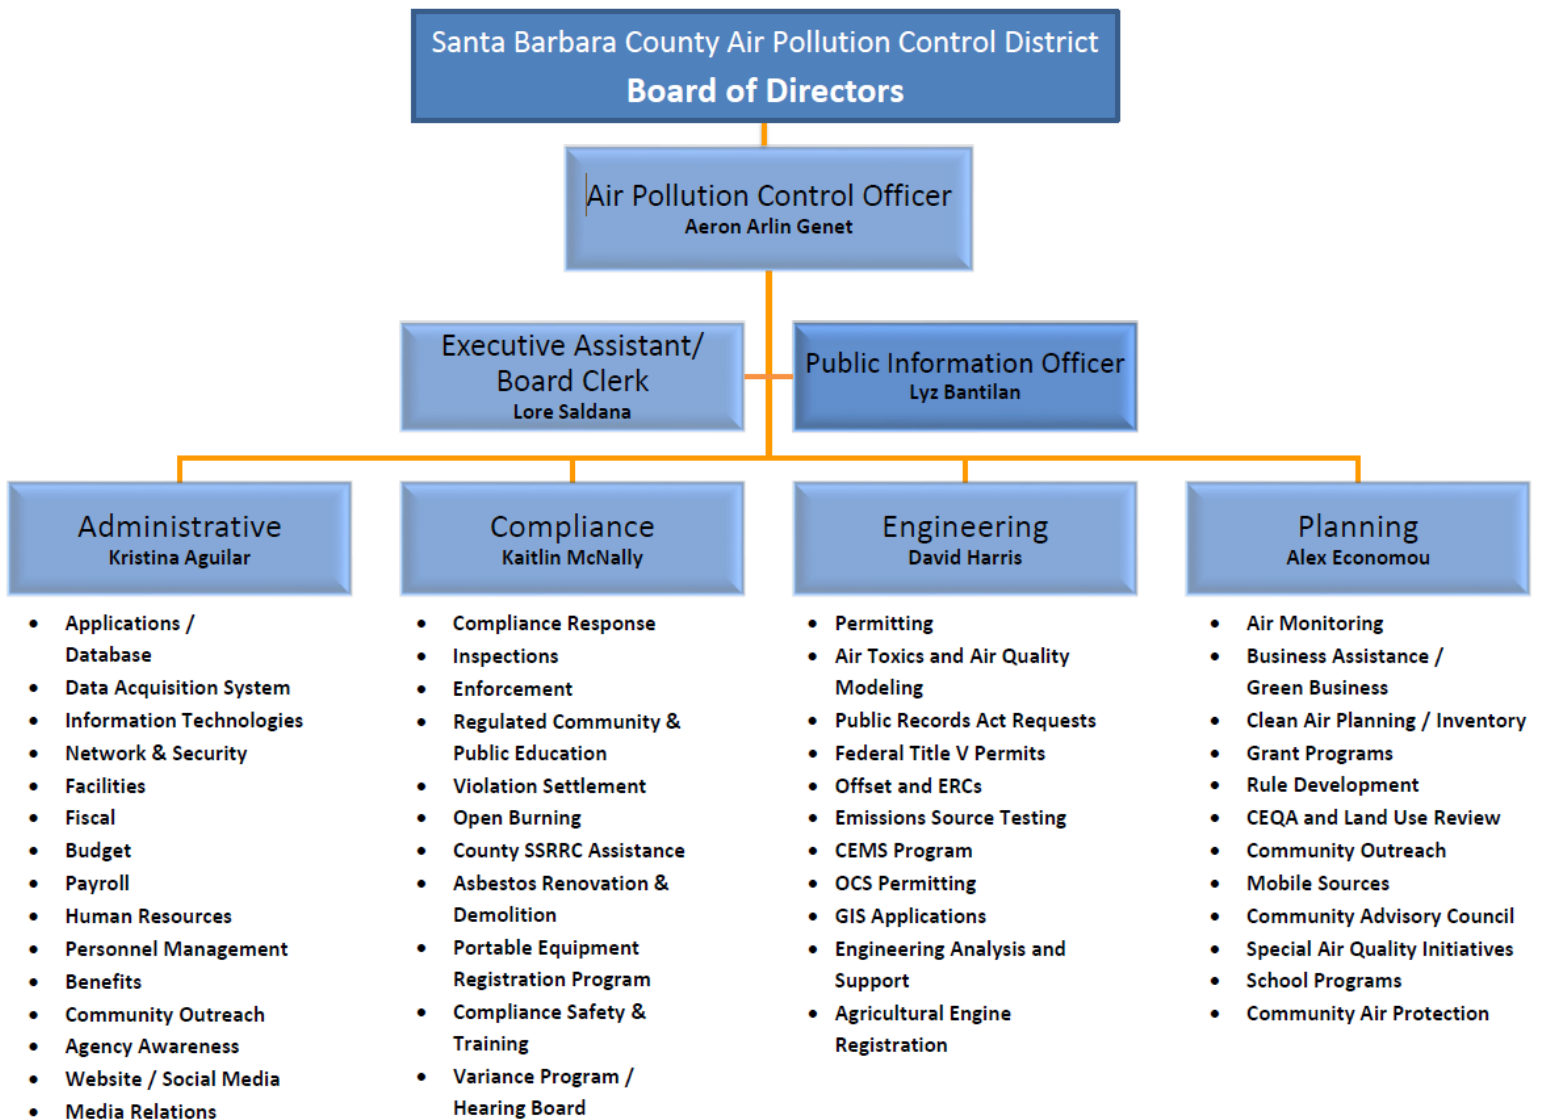 Santa Barbara County Air Pollution Control District
Board of Directors
Air Pollution Control Officer
Aeron Arlin Genet
Executive Assistant/
Board Clerk
Lore Saldana
Public Information Officer
Lyz Bantilan
Administrative
Kristina Aguilar
• Applications /
Database
• Data Acquisition System
• Information Technologies
• Network & Security
• Facilities
• Fiscal
• Budget
• Payroll
• Human Resources
• Personnel Management
• Benefits
• Community Outreach
• Agency Awareness
• Website / Social Media
• Media Relations
Compliance
Kaitlin McNally
• Compliance Response
• Inspections
• Enforcement
• Regulated Community &
Public Education
• Violation Settlement
• Open Burning
• County SSRRC Assistance
• Asbestos Renovation &
Demolition
• Portable Equipment
Registration Program
• Compliance Safety &
Training
• Variance Program /
Hearing Board
Engineering
David Harris
• Permitting
• Air Toxics and Air Quality
Modeling
• Public Records Act Requests
• Federal Title V Permits
• Offset and ERCs
• Emissions Source Testing
• CEMS Program
• OCS Permitting
• GIS Applications
• Engineering Analysis and
Support
• Agricultural Engine
Registration
Planning
Alex Economou
• Air Monitoring
• Business Assistance /
Green Business
• Clean Air Planning / Inventory
• Grant Programs
• Rule Development
• CEQA and Land Use Review
• Community Outreach
• Mobile Sources
• Community Advisory Council
• Special Air Quality Initiatives
• School Programs
• Community Air Protection